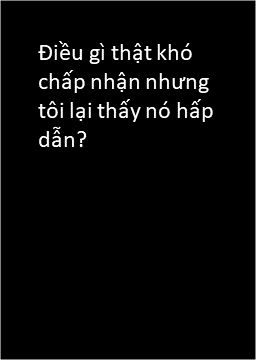 Điều gì thật khó
chấp nhận nhưng
tôi lại thấy nó hấp
dẫn?